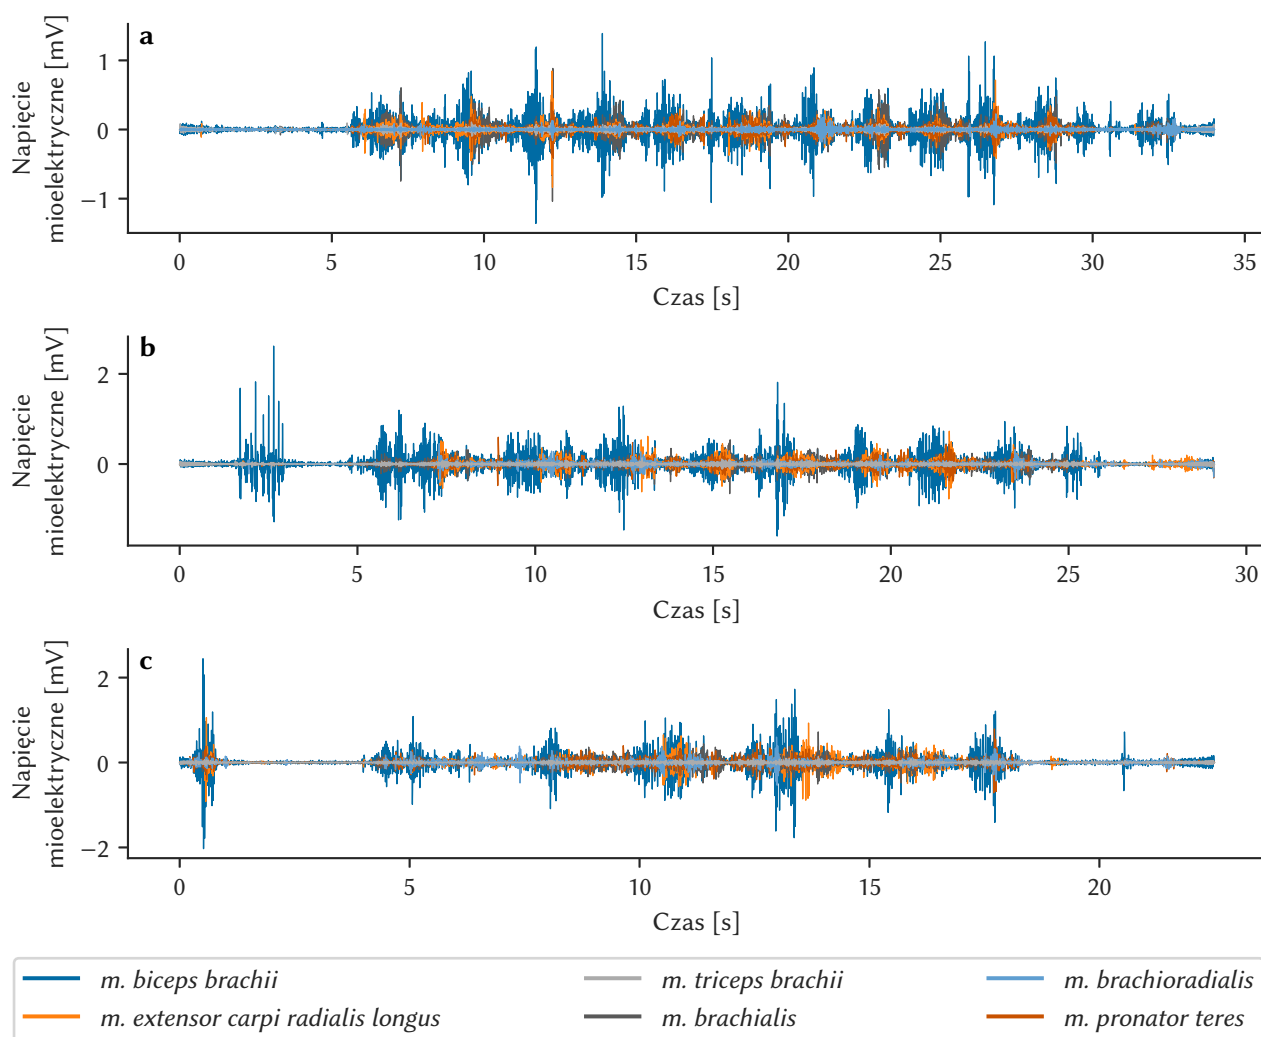 a
Napięcie
mioelektryczne [mV]
1
0
−1
0 5 10 15 20 25 30 35
Czas [s]
b
Napięcie
mioelektryczne [mV]
2
0
0 5 10 15 20 25 30
Czas [s]
c
Napięcie
mioelektryczne [mV]
2
0
−2
0 5 10 15 20
Czas [s]
m. biceps brachii m. triceps brachii m. brachioradialis
m. extensor carpi radialis longus m. brachialis m. pronator teres